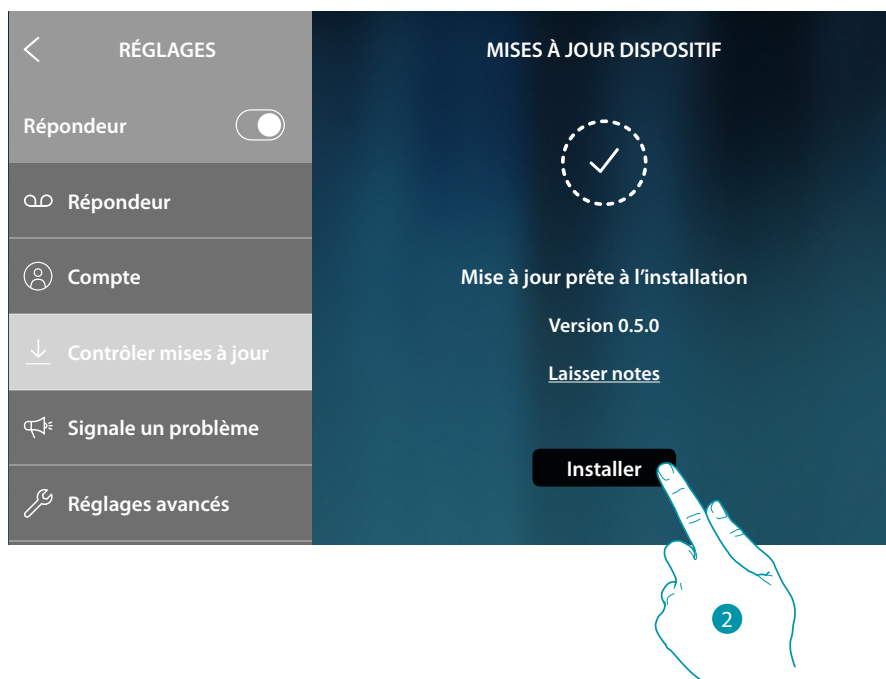 RÉGLAGES
Répondeur
Répondeur
Compte
Contrôler mises à jour
Signale un problème
Réglages avancés
MISES À JOUR DISPOSITIF
Mise à jour prête à l’installation
Version 0.5.0
Laisser notes
Installer
2